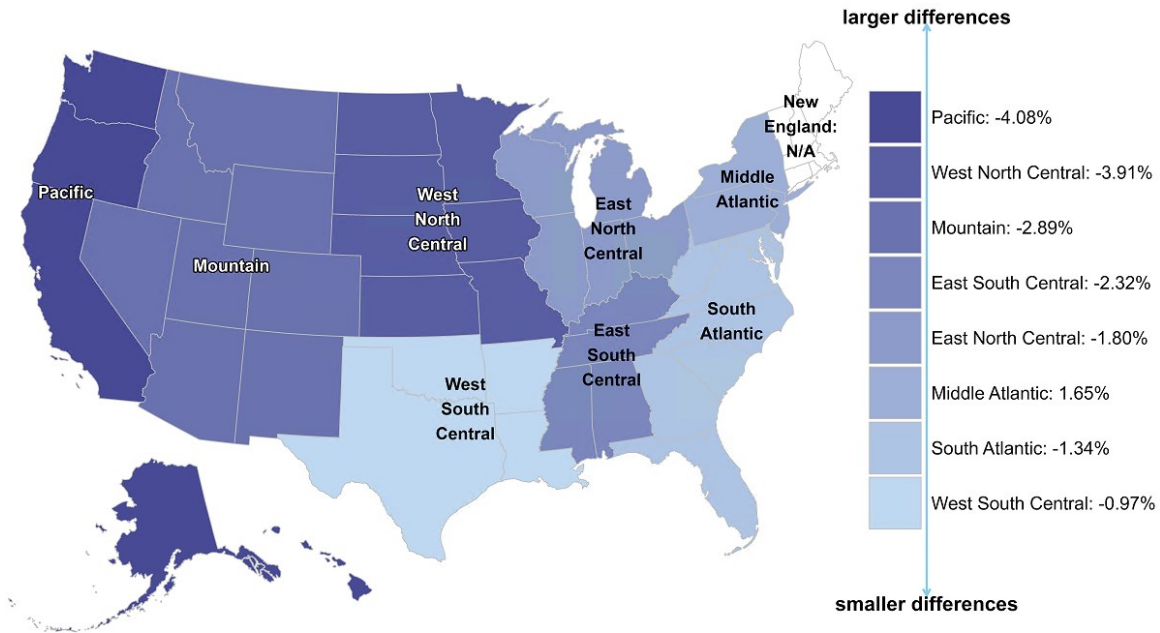 larger differences
New
England:
N/A
Pacific
West
North
Central
Mountain
East
North
Central
Middle
Atlantic
South
Atlantic
East
South
Central
West
South
Central
Pacific: -4.08%
West North Central: -3.91%
Mountain: -2.89%
East South Central: -2.32%
East North Central: -1.80%
Middle Atlantic: 1.65%
South Atlantic: -1.34%
West South Central: -0.97%
smaller differences